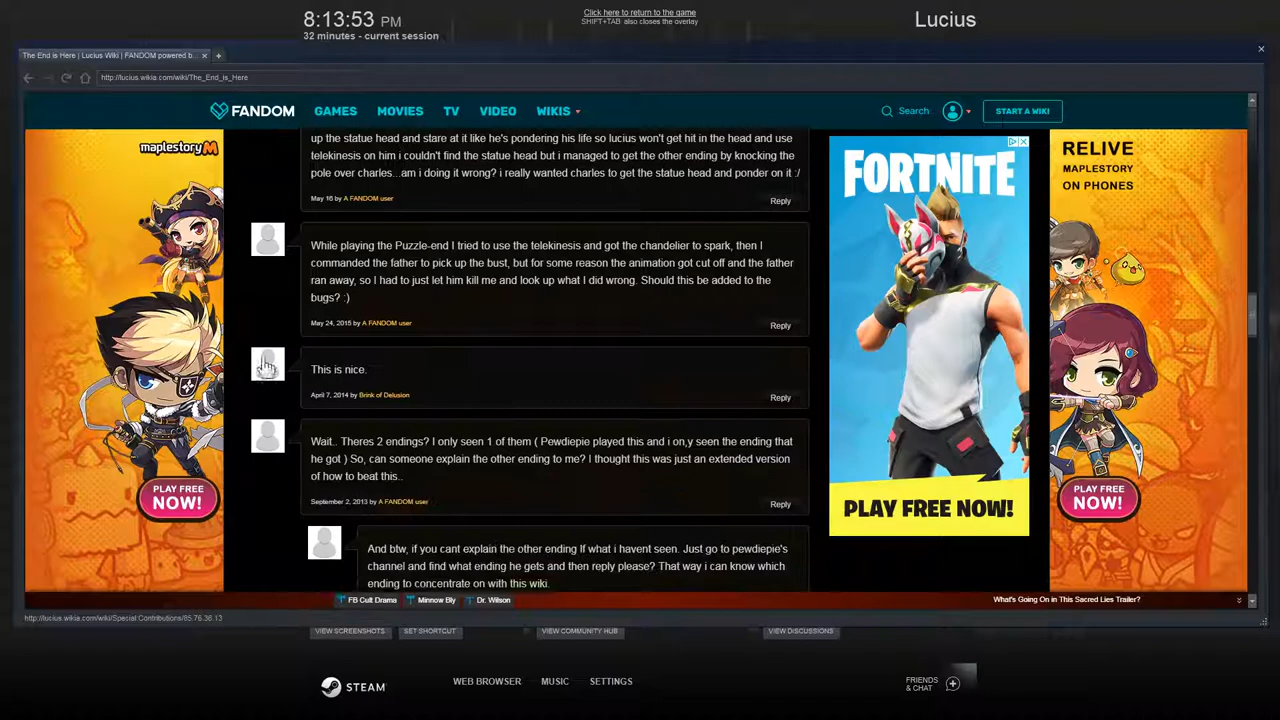 8:13:53 PM
32 minutes - current session
Click here to return to the game
SHIFT+TAB also closes the overlay
Lucius
The End is Here | Lucius Wiki | FANDOM powered b...
http://lucius.wikia.com/wiki/The_End_is_Here
FANDOM GAMES MOVIES TV VIDEO WIKIS Search START A WIKI
maplestory M
PLAY FREE
NOW!
up the statue head and stare at it like he's pondering his life so lucius won't get hit in the head and use
telekinesis on him i couldn't find the statue head but i managed to get the other ending by knocking the
pole over charles...am i doing it wrong? i really wanted charles to get the statue head and ponder on it :/
May 16 by A FANDOM user
Reply
While playing the Puzzle-end I tried to use the telekinesis and got the chandelier to spark, then I
commanded the father to pick up the bust, but for some reason the animation got cut off and the father
ran away, so I had to just let him kill me and look up what I did wrong. Should this be added to the
bugs? :)
May 24, 2015 by A FANDOM user
Reply
This is nice.
April 7, 2014 by Brink of Delusion
Reply
Wait.. Theres 2 endings? I only seen 1 of them ( Pewdiepie played this and i on,y seen the ending that
he got ) So, can someone explain the other ending to me? I thought this was just an extended version
of how to beat this..
September 2, 2013 by A FANDOM user
Reply
And btw, if you cant explain the other ending If what i havent seen. Just go to pewdiepie's
channel and find what ending he gets and then reply please? That way i can know which
ending to concentrate on with this wiki.
FORTNITE
PLAY FREE NOW!
RELIVE
MAPLESTORY
ON PHONES
PLAY FREE
NOW!
FB Cult Drama Minnow Bly Dr. Wilson
What's Going On in This Sacred Lies Trailer?
http://lucius.wikia.com/wiki/Special:Contributions/85.76.36.13
VIEW SCREENSHOTS SET SHORTCUT VIEW COMMUNITY HUB VIEW DISCUSSIONS
STEAM WEB BROWSER MUSIC SETTINGS
FRIENDS
& CHAT